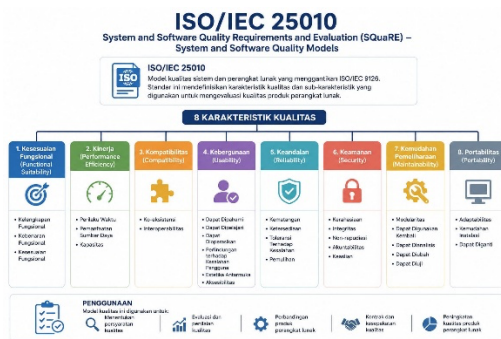 ISO/IEC 25010
System and Software Quality Requirements and Evaluation (SQuaRE) –
System and Software Quality Models
ISO
ISO/IEC 25010
Model kualitas sistem dan perangkat lunak yang menggantikan ISO/IEC 9126.
Standar ini mendefinisikan karakteristik kualitas dan sub-karakteristik yang
digunakan untuk mengevaluasi kualitas produk perangkat lunak.
8 KARAKTERISTIK KUALITAS
1. Kesesuaian
Fungsional
(Functional
Suitability)
• Kelengkapan
Fungsional
• Kebenaran
Fungsional
• Kesesuaian
Fungsional
2. Kinerja
(Performance
Efficiency)
• Perilaku Waktu
• Pemanfaatan
Sumber Daya
• Kapasitas
3. Kompatibilitas
(Compatibility)
• Ko-eksistensi
• Interoperabilitas
4. Kebergunaan
(Usability)
• Dapat Dipahami
• Dapat Dipelajari
• Dapat
Dioperasikan
• Perlindungan
terhadap
Kesalahan
Pengguna
• Estetika Antarmuka
• Aksesibilitas
5. Keandalan
(Reliability)
• Kematangan
• Ketersediaan
• Toleransi
Terhadap
Kesalahan
• Pemulihan
6. Keamanan
(Security)
• Kerahasiaan
• Integritas
• Non-repudiasi
• Akuntabilitas
• Keaslian
7. Kemudahan
Pemeliharaan
(Maintainability)
• Modularitas
• Dapat Digunakan
Kembali
• Dapat Dianalisis
• Dapat Diubah
• Dapat Diuji
8. Portabilitas
(Portability)
• Adaptabilitas
• Kemudahan
Instalasi
• Dapat Diganti
PENGGUNAAN
Model kualitas ini digunakan untuk:
Menentukan
persyaratan
kualitas
Evaluasi dan
penilaian
kualitas
Perbandingan
produk
perangkat lunak
Kontrak dan
kesepakatan
kualitas
Peningkatan
kualitas produk
perangkat lunak